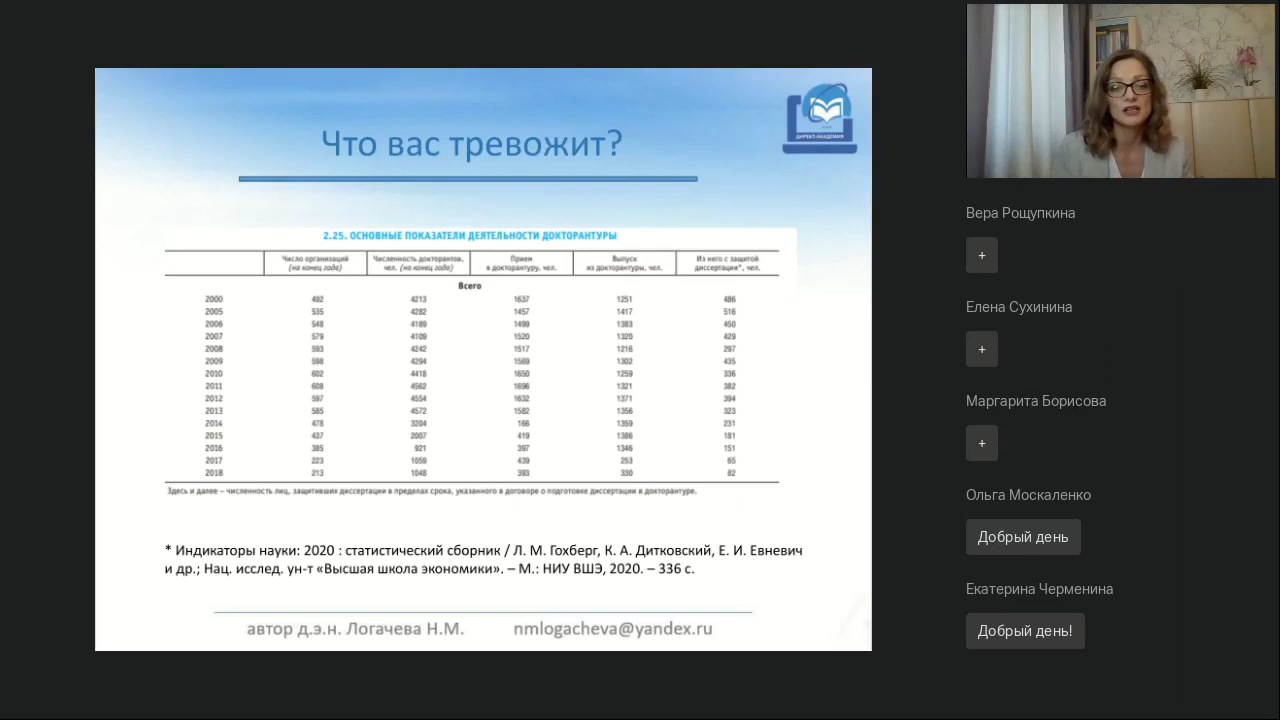 Что вас тревожит?
ДИРЕКТ-АКАДЕМИЯ
2.25. ОСНОВНЫЕ ПОКАЗАТЕЛИ ДЕЯТЕЛЬНОСТИ ДОКТОРАНТУРЫ
Число организаций (на конец года) Численность докторантов, чел. (на конец года) Прием в докторантуру, чел. Выпуск из докторантуры, чел. Из него с защитой диссертации*, чел.
Всего
2000 492 4213 1637 1251 486
2005 535 4282 1457 1417 516
2006 548 4189 1499 1383 450
2007 579 4109 1520 1320 429
2008 593 4242 1517 1216 297
2009 598 4294 1569 1302 435
2010 602 4418 1650 1259 336
2011 608 4562 1696 1321 382
2012 597 4554 1632 1371 394
2013 585 4572 1582 1356 323
2014 478 3204 166 1359 231
2015 437 2007 419 1386 181
2016 385 921 397 1346 151
2017 223 1059 439 253 65
2018 213 1048 393 330 82
Здесь и далее – численность лиц, защитивших диссертации в пределах срока, указанного в договоре о подготовке диссертации в докторантуре.
* Индикаторы науки: 2020 : статистический сборник / Л. М. Гохберг, К. А. Дитковский, Е. И. Евневич
и др.; Нац. исслед. ун-т «Высшая школа экономики». – М.: НИУ ВШЭ, 2020. – 336 с.
автор д.э.н. Логачева Н.М. nmlogacheva@yandex.ru
Вера Рощупкина
+
Елена Сухинина
+
Маргарита Борисова
+
Ольга Москаленко
Добрый день
Екатерина Черменина
Добрый день!